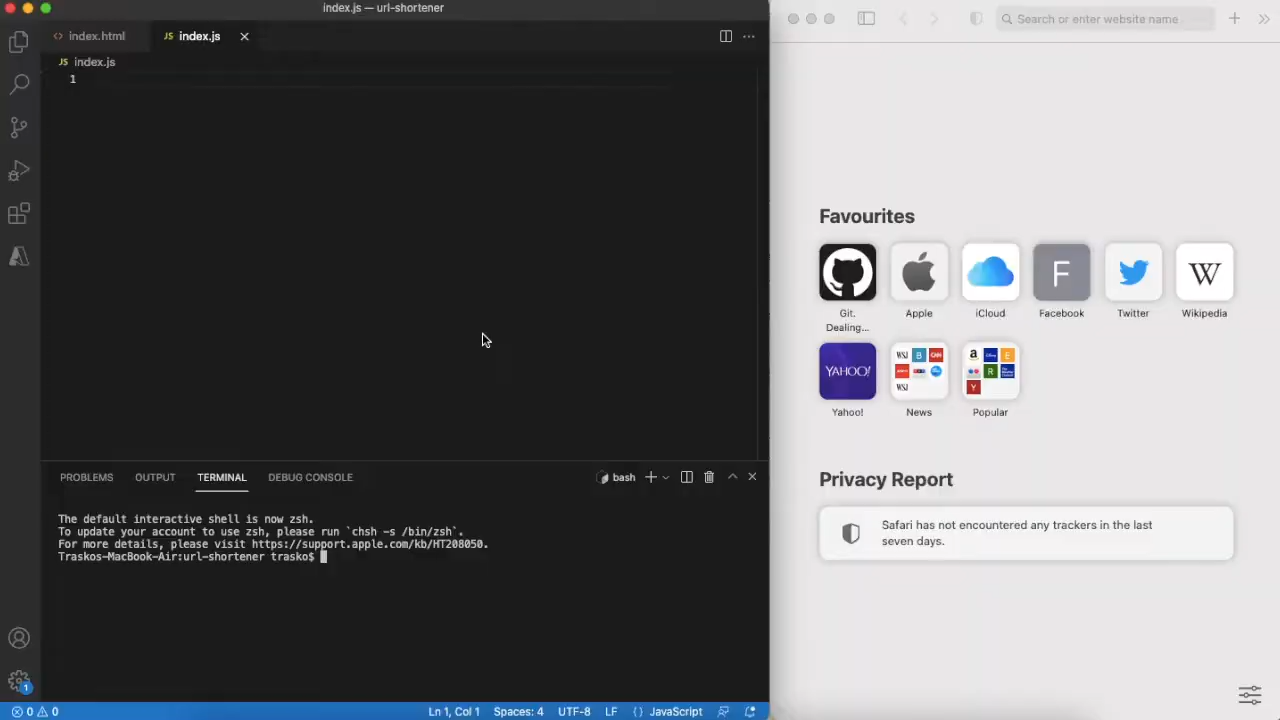 index.js — url-shortener
index.html
JS index.js
JS index.js
1
PROBLEMS OUTPUT TERMINAL DEBUG CONSOLE
bash
The default interactive shell is now zsh.
To update your account to use zsh, please run `chsh -s /bin/zsh`.
For more details, please visit https://support.apple.com/kb/HT208050.
Traskos-MacBook-Air:url-shortener trasko$
1
0 0
Ln 1, Col 1 Spaces: 4 UTF-8 LF {} JavaScript
Search or enter website name
Favourites
F
W
Git.
Dealing...
Apple
iCloud
Facebook
Twitter
Wikipedia
YAHOO!
WSJ B CNN
WSJ
a E
R
Y
Yahoo!
News
Popular
Privacy Report
Safari has not encountered any trackers in the last
seven days.